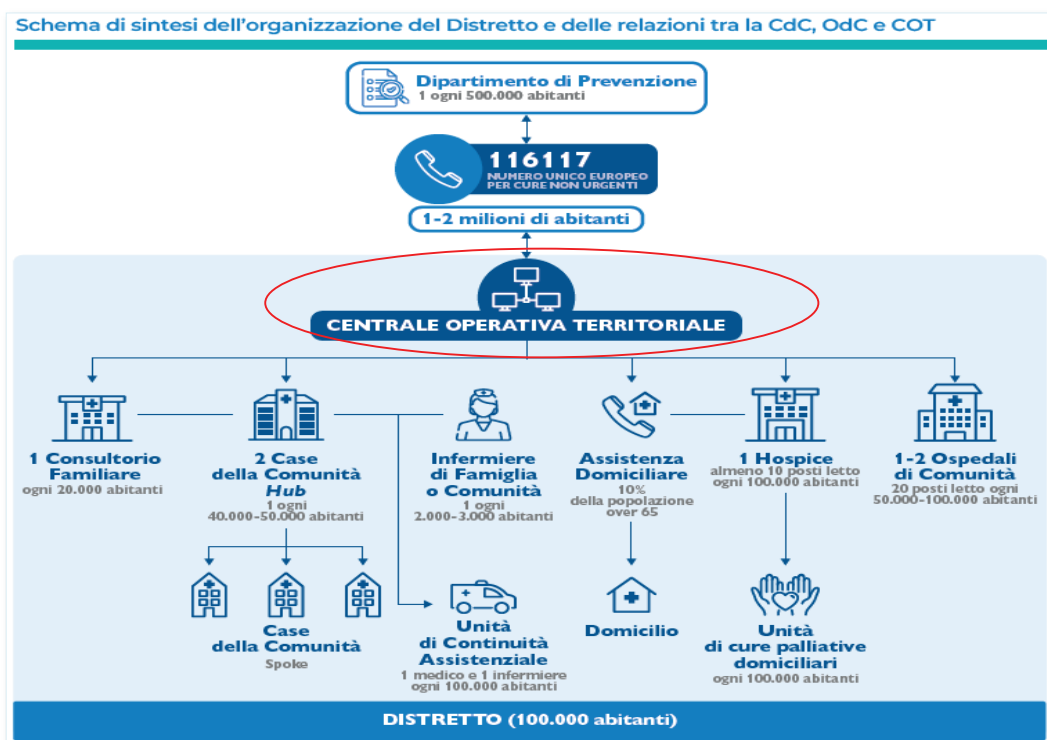 Schema di sintesi dell'organizzazione del Distretto e delle relazioni tra la CdC, OdC e COT
Dipartimento di Prevenzione
1 ogni 500.000 abitanti
116117
NUMERO UNICO EUROPEO
PER CURE NON URGENTI
1-2 milioni di abitanti
CENTRALE OPERATIVA TERRITORIALE
1 Consultorio
Familiare
ogni 20.000 abitanti
2 Case
della Comunità
Hub
1 ogni
40.000-50.000 abitanti
Infermiere
di Famiglia
o Comunità
1 ogni
2.000-3.000 abitanti
Assistenza
Domiciliare
10%
della popolazione
over 65
1 Hospice
almeno 10 posti letto
ogni 100.000 abitanti
1-2 Ospedali
di Comunità
20 posti letto ogni
50.000-100.000 abitanti
Case
della Comunità
Spoke
Unità
di Continuità
Assistenziale
1 medico e 1 infermiere
ogni 100.000 abitanti
Domicilio
Unità
di cure palliative
domiciliari
ogni 100.000 abitanti
DISTRETTO (100.000 abitanti)